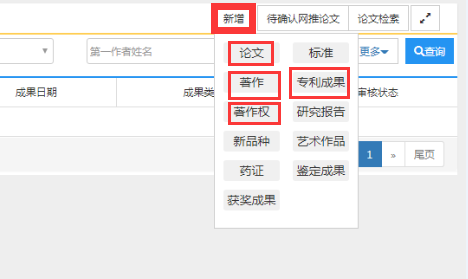 新增 待确认网推论文 论文检索
第一作者姓名 更多 查询
论文 标准
成果日期 成果类 著作 专利成果 审核状态
著作权 研究报告
新品种 艺术作品 1 » 尾页
药证 鉴定成果
获奖成果